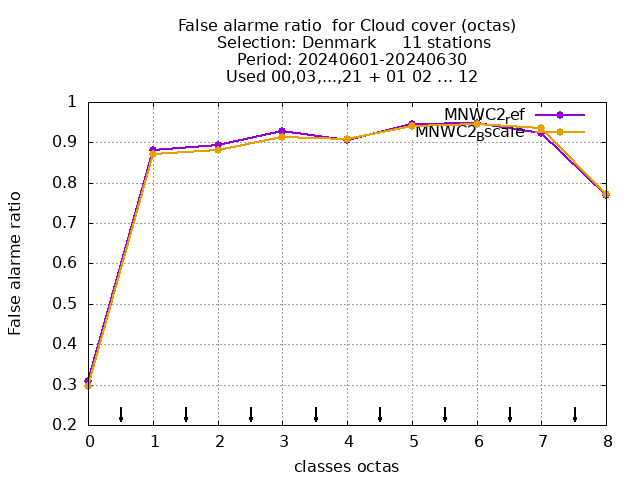 False alarme ratio  for Cloud cover (octas)
Selection: Denmark     11 stations
Period: 20240601-20240630
Used 00,03,...,21 + 01 02 ... 12
MNWC2ref
MNWC2Bscale
1
0.9
0.8
0.7
0.6
0.5
0.4
0.3
0.2
False alarme ratio
0 1 2 3 4 5 6 7 8
classes octas